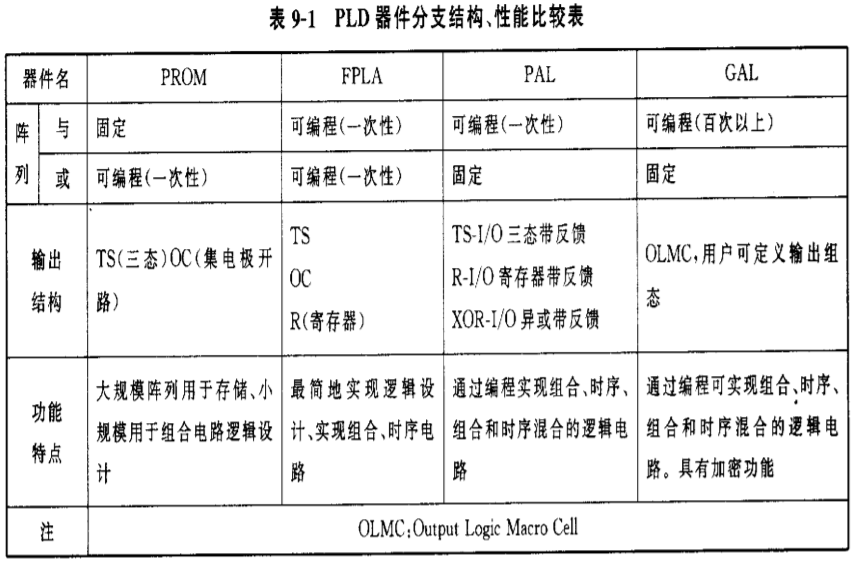 表 9-1 PLD 器件分支结构、性能比较表
器件名 PROM FPLA PAL GAL
阵列 与 固定 可编程(一次性) 可编程(一次性) 可编程(百次以上)
或 可编程(一次性) 可编程(一次性) 固定 固定
输出
结构
TS(三态)OC(集电极开
路)
TS
OC
R(寄存器)
TS-I/O 三态带反馈
R-I/O 寄存器带反馈
XOR-I/O 异或带反馈
OLMC,用户可定义输出组
态
功能
特点
大规模阵列用于存储、小
规模用于组合电路逻辑设
计
最简地实现逻辑设
计、实现组合、时序电
路
通过编程实现组合、时序、
组合和时序混合的逻辑电
路
通过编程可实现组合、时序、
组合和时序混合的逻辑电
路。具有加密功能
注 OLMC:Output Logic Macro Cell